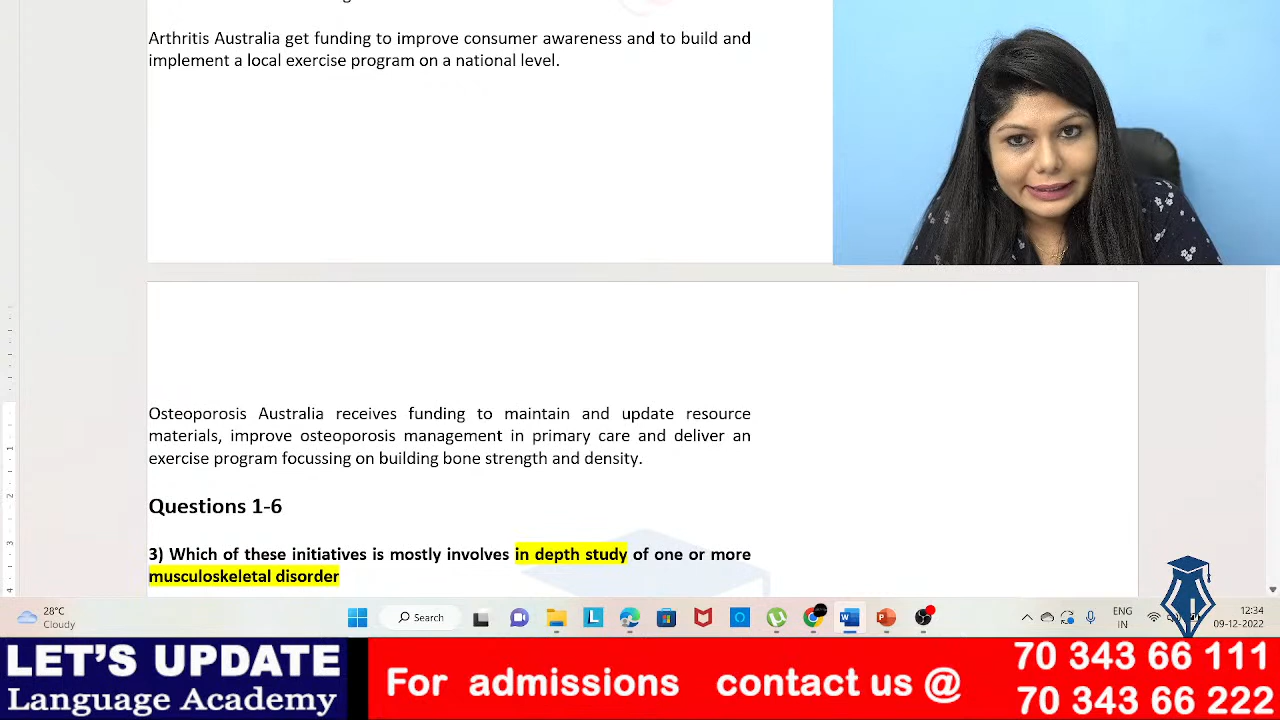 Arthritis Australia get funding to improve consumer awareness and to build and
implement a local exercise program on a national level.
Osteoporosis Australia receives funding to maintain and update resource
materials, improve osteoporosis management in primary care and deliver an
exercise program focussing on building bone strength and density.
Questions 1-6
3) Which of these initiatives is mostly involves in depth study of one or more
musculoskeletal disorder
28°C
Cloudy
Search
ENG
IN
12:34
09-12-2022
LET'S UPDATE
Language Academy
For admissions contact us @
70 343 66 111
70 343 66 222